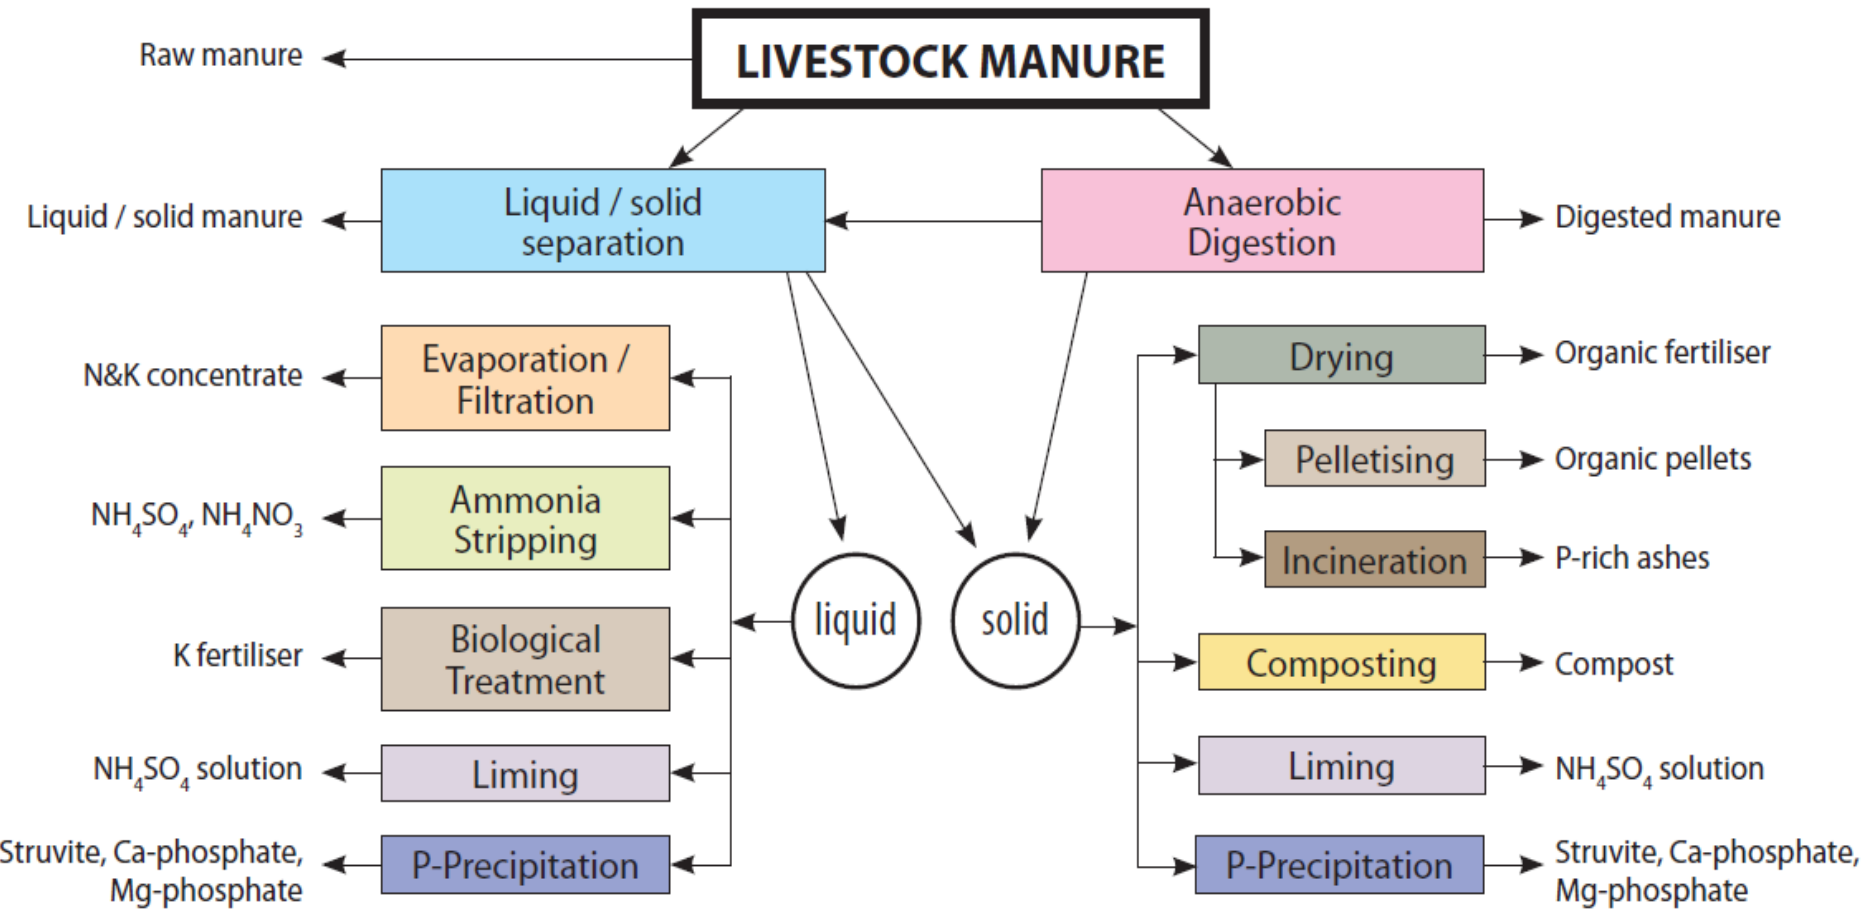 LIVESTOCK MANURE
Raw manure
Liquid / solid
separation
Liquid / solid manure
Anaerobic
Digestion
Digested manure
Evaporation /
Filtration
N&K concentrate
Ammonia
Stripping
NH4SO4, NH4NO3
Biological
Treatment
K fertiliser
Liming
NH4SO4 solution
P-Precipitation
Struvite, Ca-phosphate,
Mg-phosphate
liquid
solid
Drying
Organic fertiliser
Pelletising
Organic pellets
Incineration
P-rich ashes
Composting
Compost
Liming
NH4SO4 solution
P-Precipitation
Struvite, Ca-phosphate,
Mg-phosphate